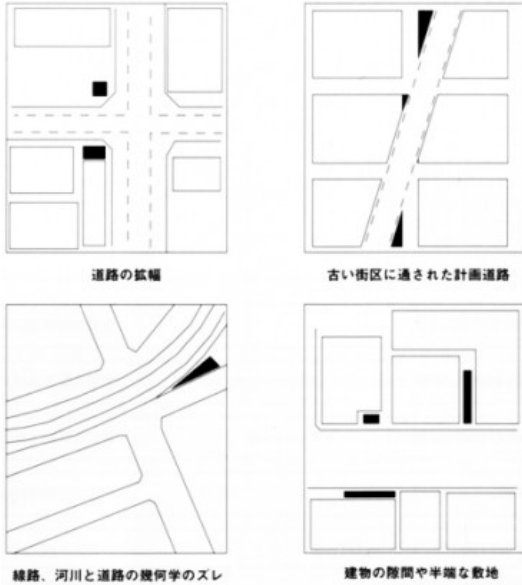 道路の拡幅
古い街区に通された計画道路
線路、河川と道路の幾何学のズレ
建物の隙間や半端な敷地